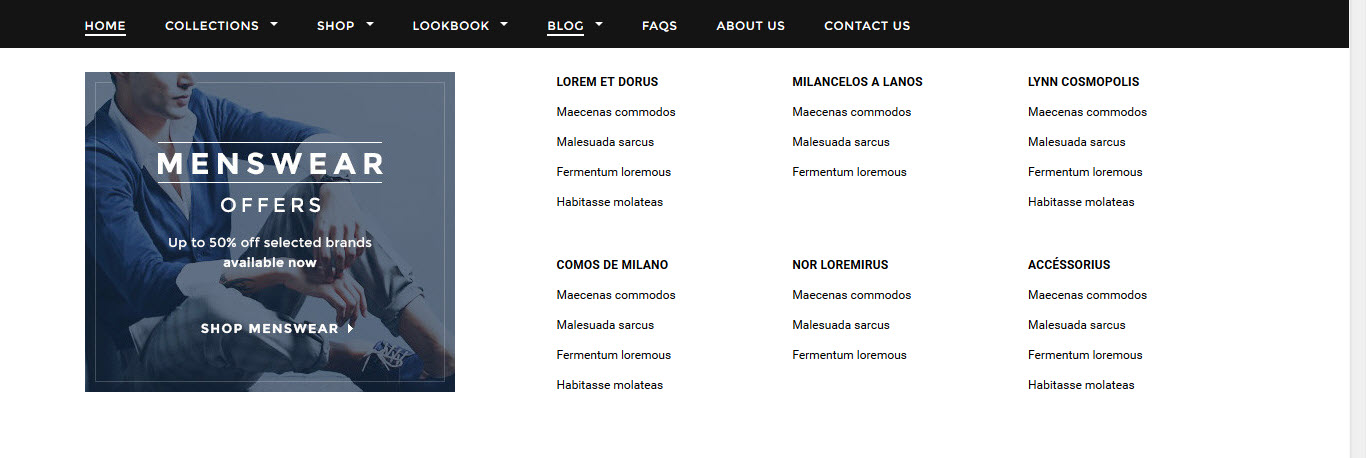 HOME COLLECTIONS SHOP LOOKBOOK BLOG FAQS ABOUT US CONTACT US
MENSWEAR
OFFERS
Up to 50% off selected brands
available now
SHOP MENSWEAR
LOREM ET DORUS
Maecenas commodos
Malesuada sarcus
Fermentum loremous
Habitasse molateas
MILANCELOS A LANOS
Maecenas commodos
Malesuada sarcus
Fermentum loremous
LYNN COSMOPOLIS
Maecenas commodos
Malesuada sarcus
Fermentum loremous
Habitasse molateas
COMOS DE MILANO
Maecenas commodos
Malesuada sarcus
Fermentum loremous
Habitasse molateas
NOR LOREMIRUS
Maecenas commodos
Malesuada sarcus
Fermentum loremous
ACCÉSSORIUS
Maecenas commodos
Malesuada sarcus
Fermentum loremous
Habitasse molateas